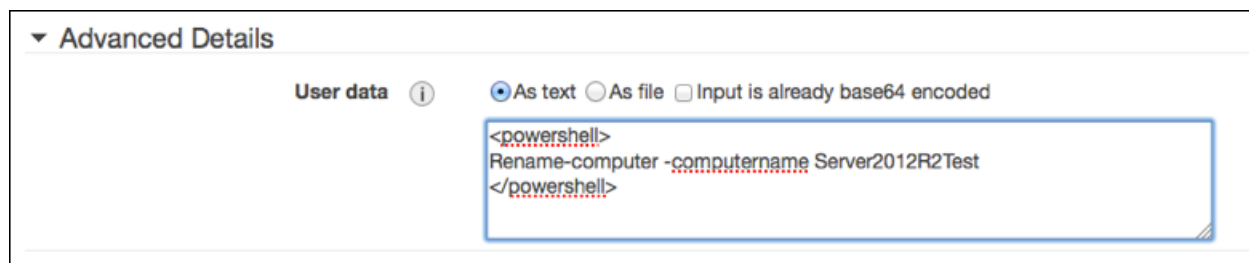 Advanced Details
User data i As text As file Input is already base64 encoded
<powershell>
Rename-computer -computername Server2012R2Test
</powershell>